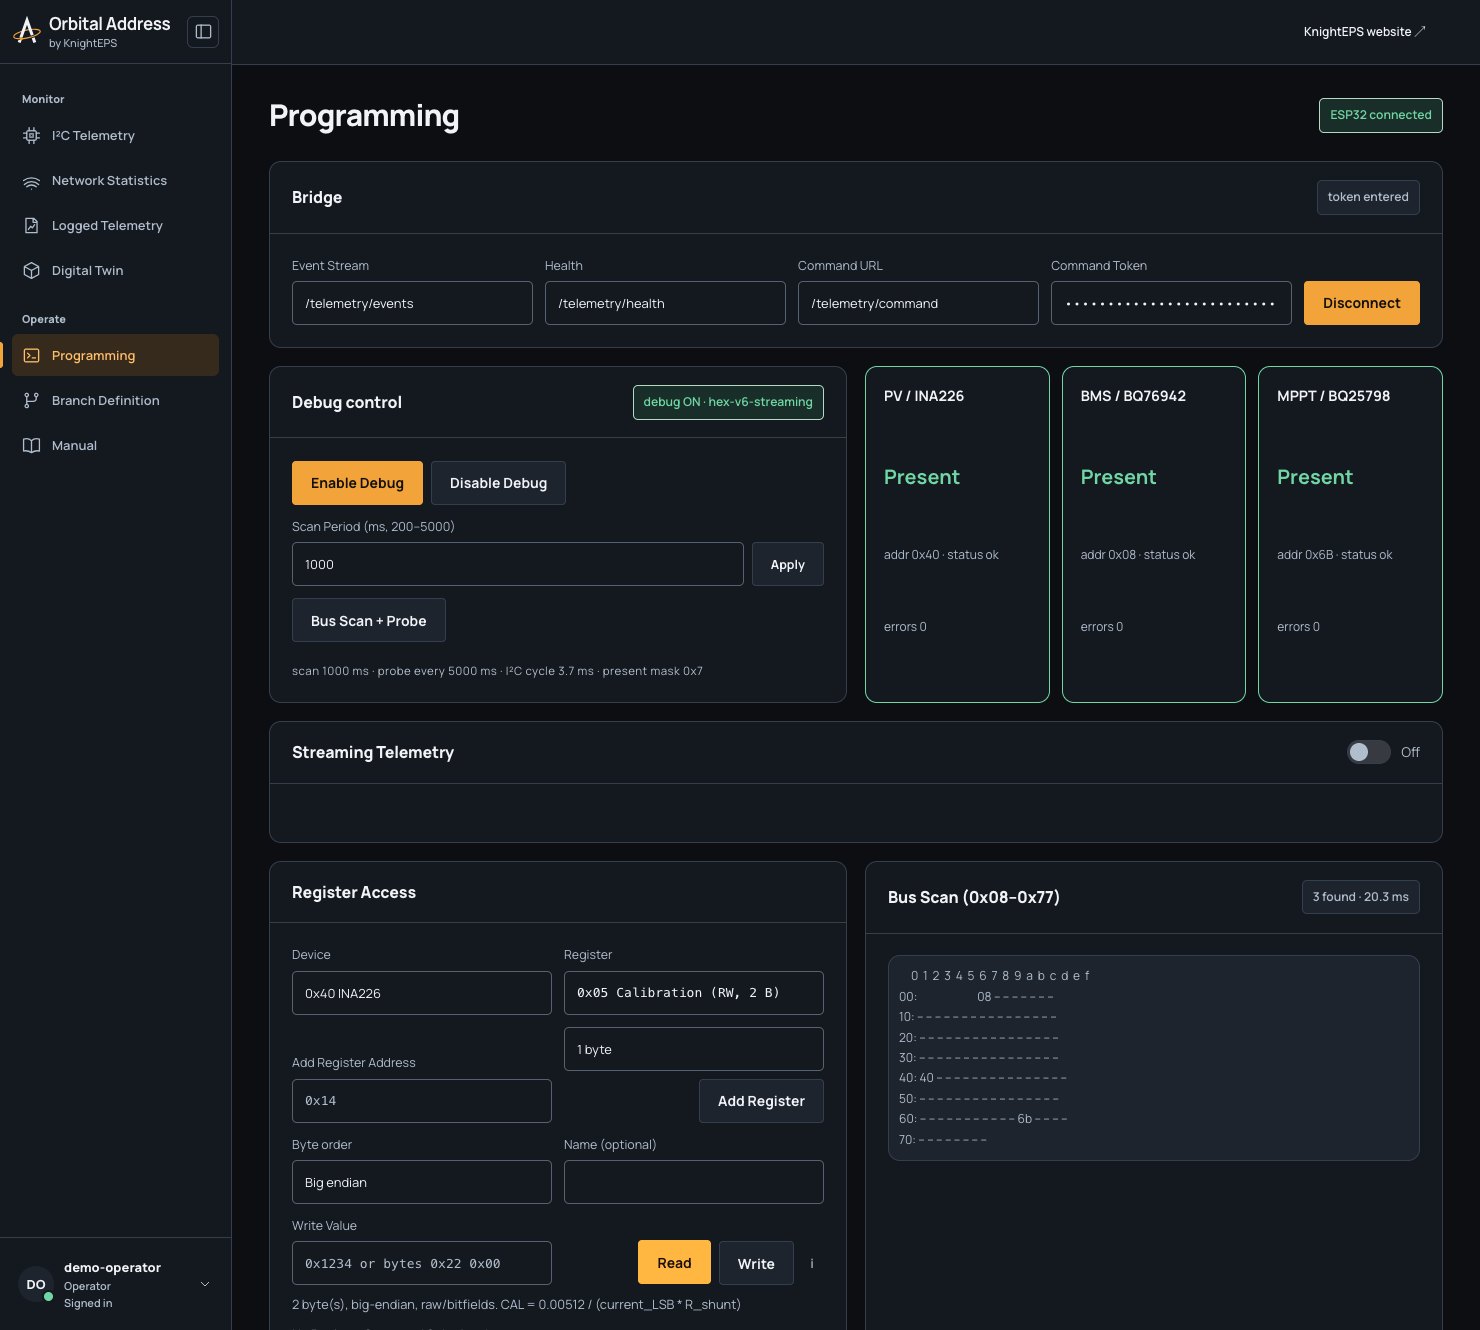 Orbital Address
by KnightEPS
KnightEPS website
Monitor
I²C Telemetry
Network Statistics
Logged Telemetry
Digital Twin
Operate
Programming
Branch Definition
Manual
demo-operator
DO
Operator
Signed in
Programming
ESP32 connected
Bridge
token entered
Event Stream
Health
Command URL
Command Token
/telemetry/events
/telemetry/health
/telemetry/command
Disconnect
Debug control
debug ON · hex-v6-streaming
Enable Debug
Disable Debug
Scan Period (ms, 200–5000)
1000
Apply
Bus Scan + Probe
scan 1000 ms · probe every 5000 ms · I²C cycle 3.7 ms · present mask 0x7
PV / INA226
Present
addr 0x40 · status ok
errors 0
BMS / BQ76942
Present
addr 0x08 · status ok
errors 0
MPPT / BQ25798
Present
addr 0x6B · status ok
errors 0
Streaming Telemetry
Off
Register Access
Device
Register
0x40 INA226
0x05 Calibration (RW, 2 B)
1 byte
Add Register Address
0x14
Add Register
Byte order
Name (optional)
Big endian
Write Value
0x1234 or bytes 0x22 0x00
Read
Write
i
2 byte(s), big-endian, raw/bitfields. CAL = 0.00512 / (current_LSB * R_shunt)
Bus Scan (0x08–0x77)
3 found · 20.3 ms
0 1 2 3 4 5 6 7 8 9 a b c d e f
00: 08 - - - - - - -
10: - - - - - - - - - - - - - - - -
20: - - - - - - - - - - - - - - - -
30: - - - - - - - - - - - - - - - -
40: 40 - - - - - - - - - - - - - - -
50: - - - - - - - - - - - - - - - -
60: - - - - - - - - - - - 6b - - - -
70: - - - - - - - -